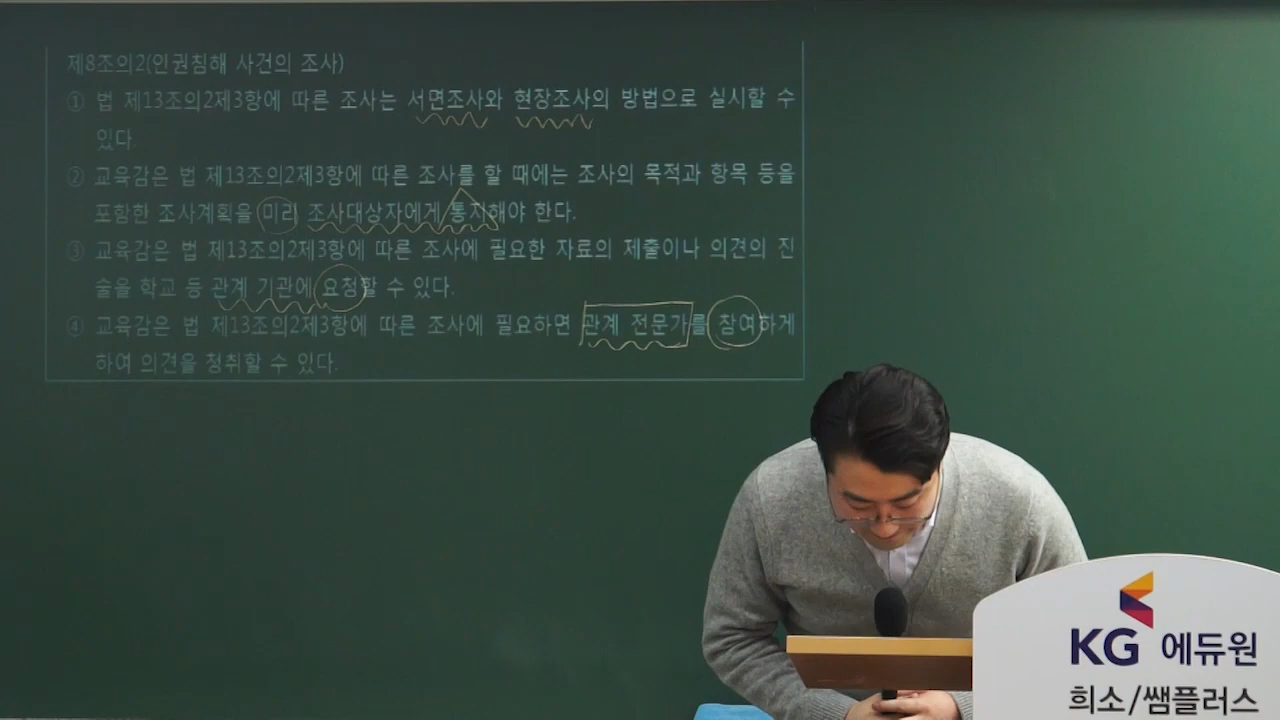 제8조의2(인권침해 사건의 조사)
① 법 제13조의2제3항에 따른 조사는 서면조사와 현장조사의 방법으로 실시할 수
있다
② 교육감은 법 제13조의2제3항에 따른 조사를 할 때에는 조사의 목적과 항목 등을
포함한 조사계획을 미리 조사대상자에게 통지해야 한다.
③ 교육감은 법 제13조의2제3항에 따른 조사에 필요한 자료의 제출이나 의견의 진
술을 학교 등 관계 기관에 요청할 수 있다.
④ 교육감은 법 제13조의2제3항에 따른 조사에 필요하면 관계 전문가를 참여하게
하여 의견을 청취할 수 있다.
KG 에듀원
희소/쌤플러스